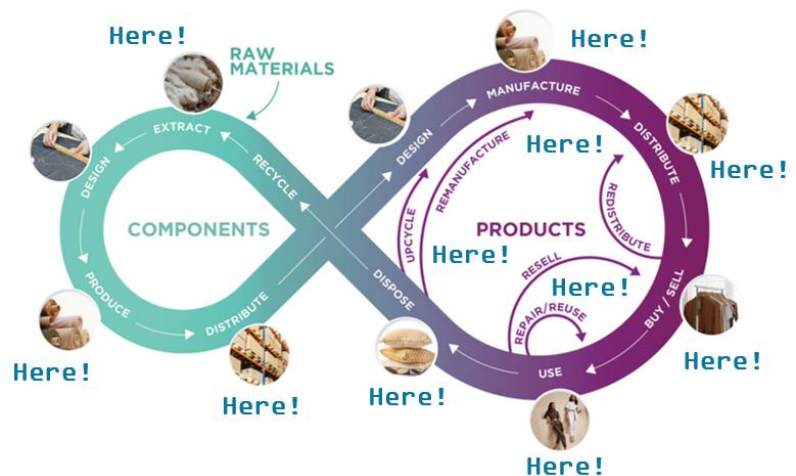 Here!
Here!
RAW
MATERIALS
MANUFACTURE
EXTRACT
DESIGN
DESIGN
RECYCLE
DISTRIBUTE
Here!
REMANUFACTURE
Here!
COMPONENTS
PRODUCTS
UPCYCLE
REDISTRIBUTE
Here!
RESELL
PRODUCE
DISPOSE
Here!
BUY / SELL
DISTRIBUTE
REPAIR/REUSE
Here!
Here!
USE
Here!
Here!
Here!